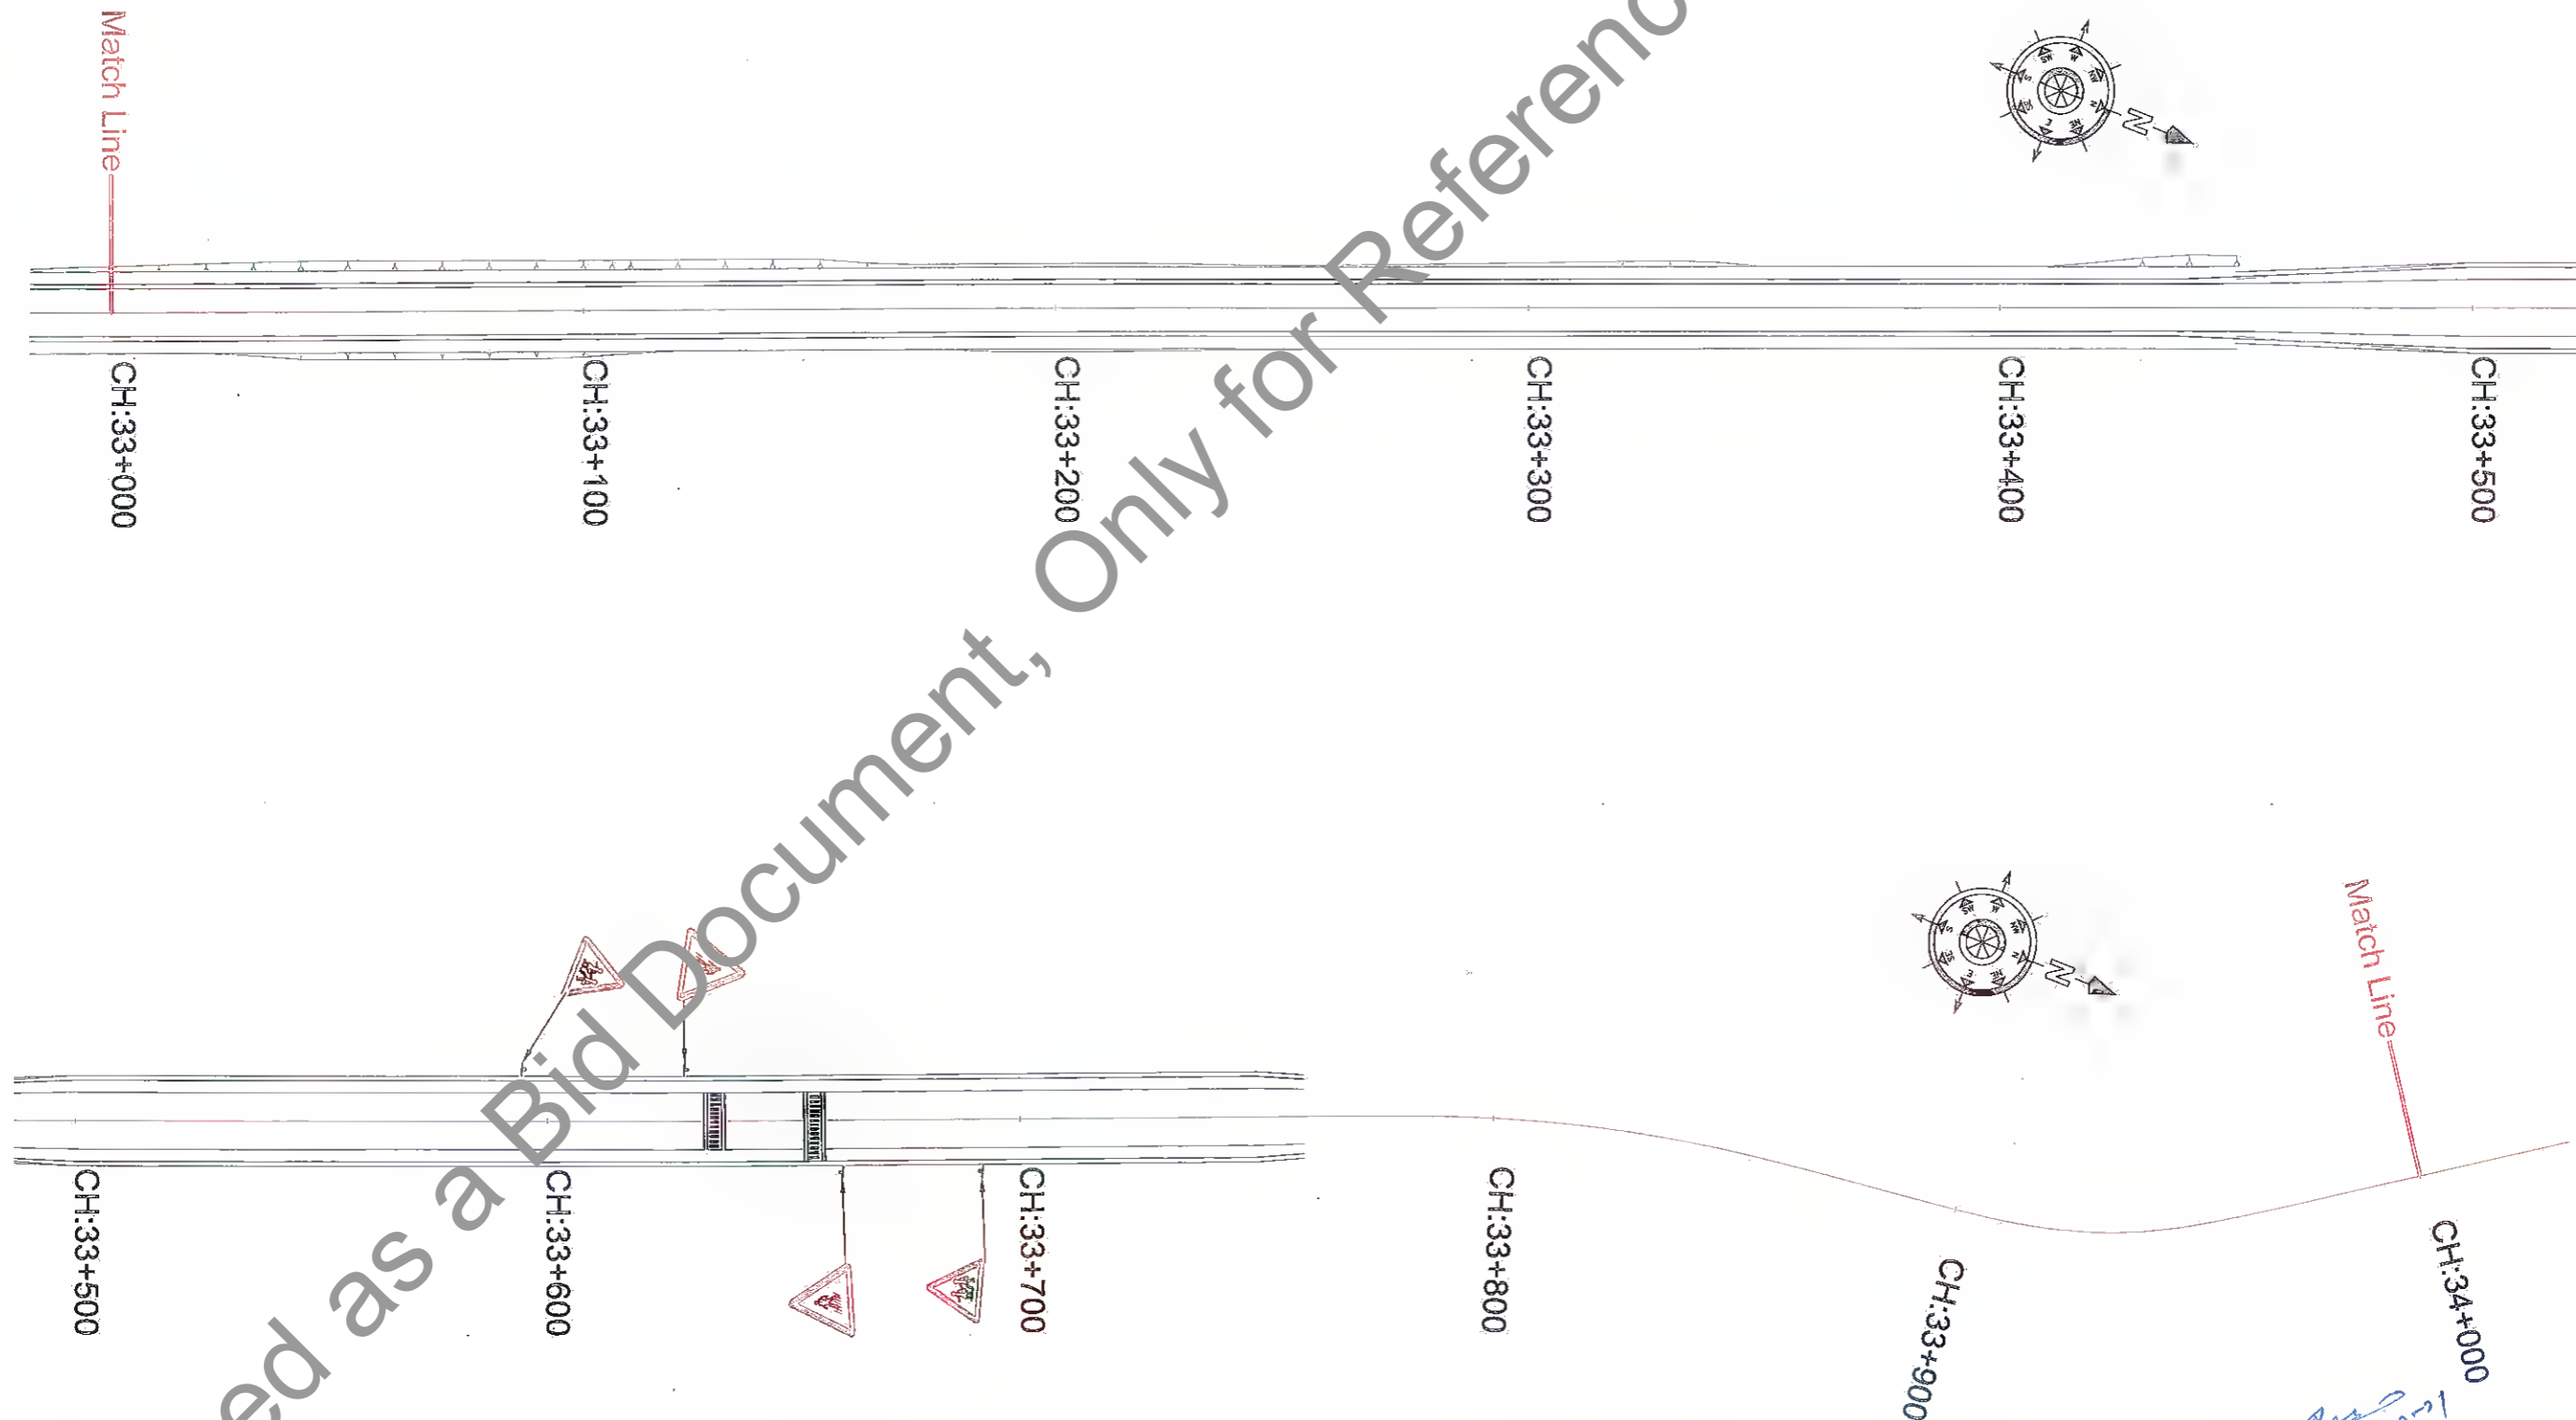 Match Line
N
CH:33+000
CH:33+100
CH:33+200
CH:33+300
CH:33+400
CH:33+500
Match Line
N
CH:33+500
CH:33+600
CH:33+700
CH:33+800
CH:33+900
CH:34+000
ed as a Bid Document, Only for Referenc